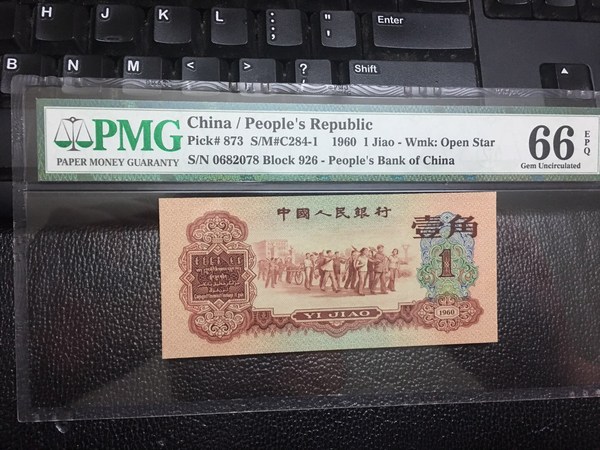 H J K L : ; " ' Enter
B N M < , > . ? Shift
PMG
PAPER MONEY GUARANTY
China / People's Republic
Pick# 873 S/M#C284-1 1960 1 Jiao - Wmk: Open Star
S/N 0682078 Block 926 - People's Bank of China
66 EPQ
Gem Uncirculated
中國人民銀行
壹角
1
YI JIAO
1960